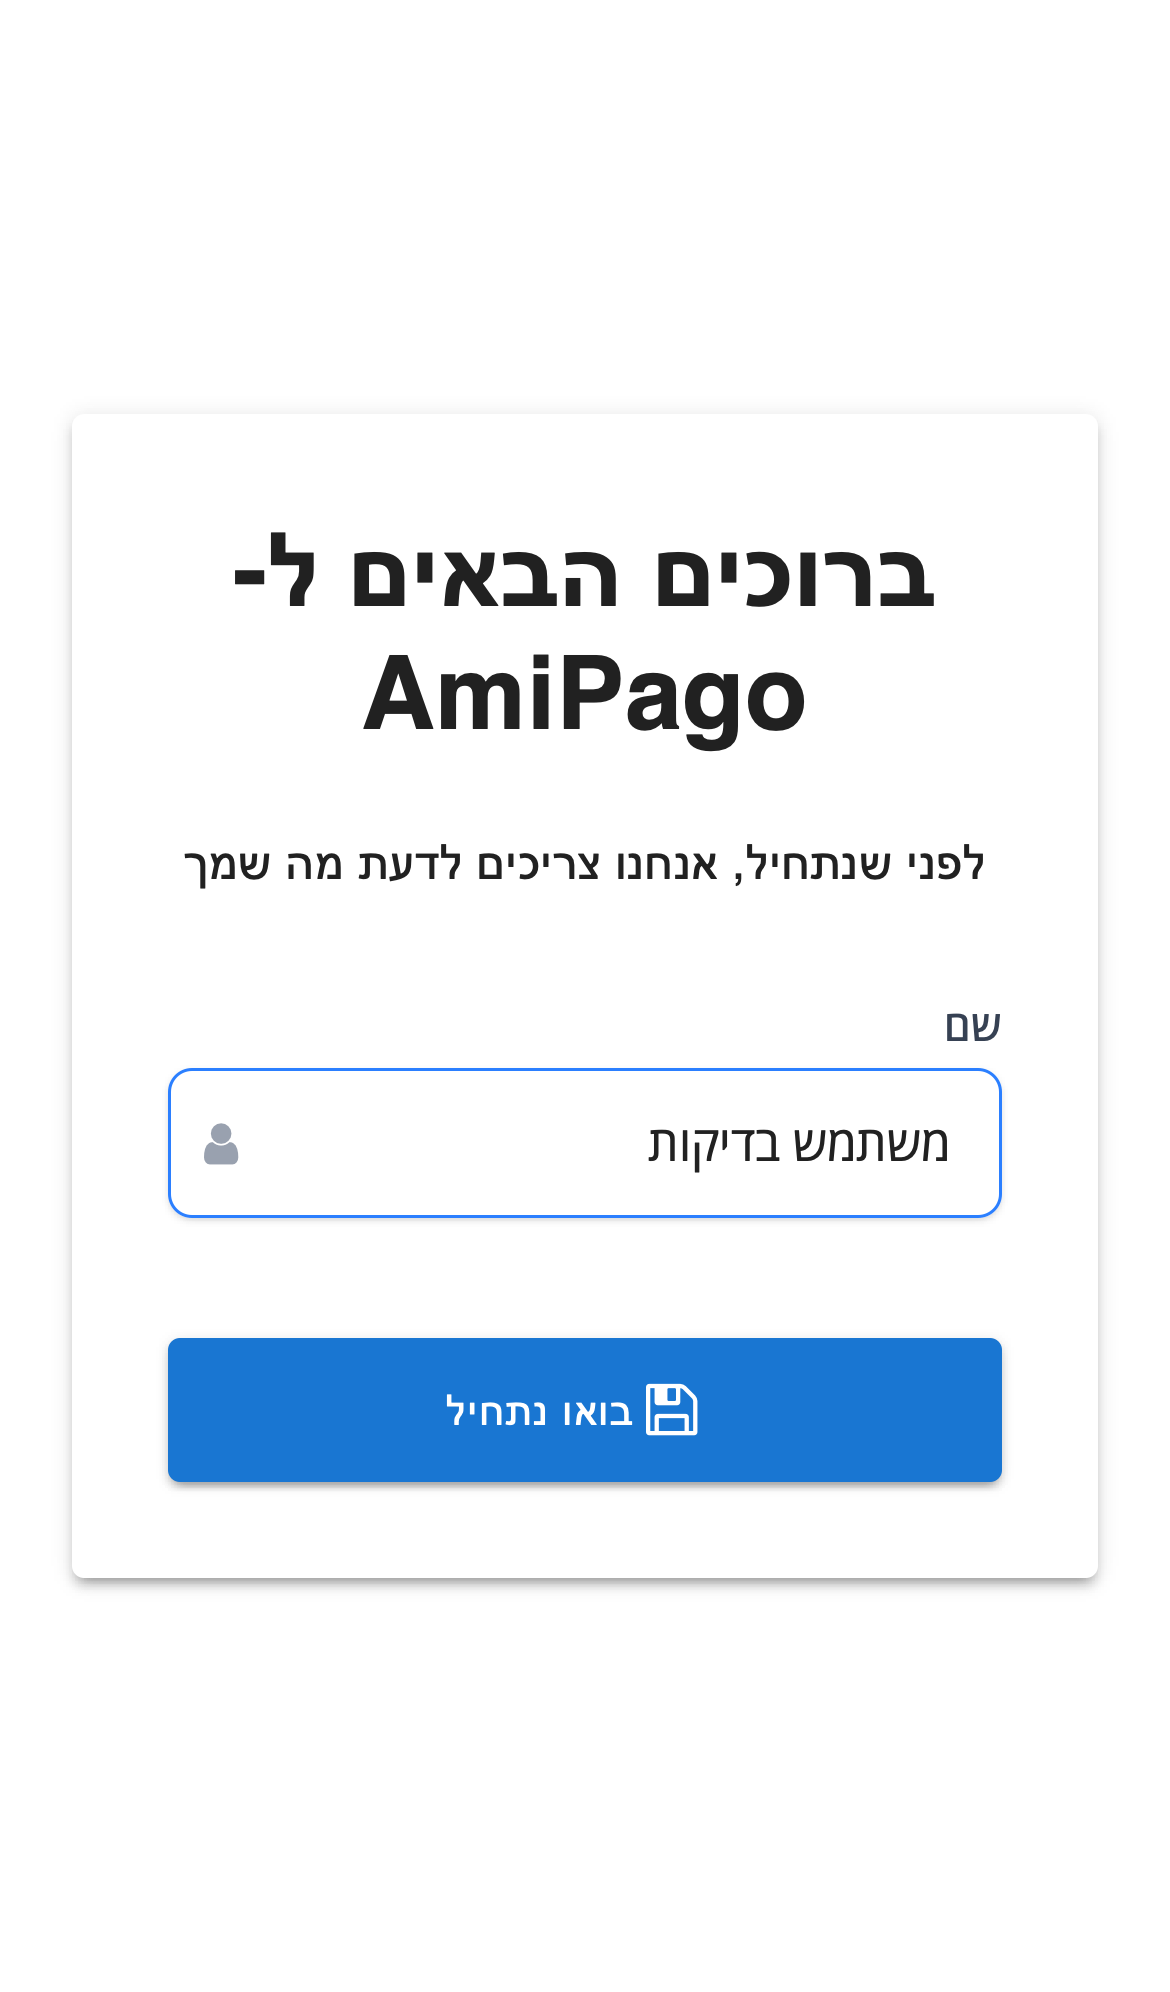 ברוכים הבאים ל-
AmiPago
לפני שנתחיל, אנחנו צריכים לדעת מה שמך
שם
משתמש בדיקות
בואו נתחיל